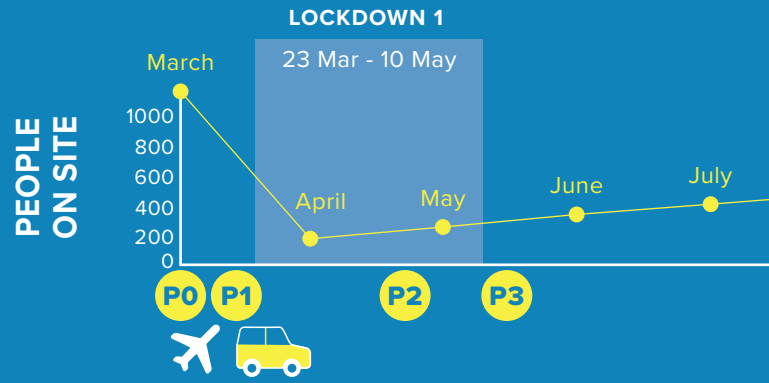 LOCKDOWN 1
23 Mar - 10 May
March
PEOPLE
ON SITE
1000
800
600
400
200
0
April
May
June
July
P0
P1
P2
P3